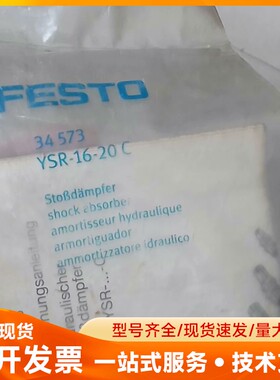 FESTO
34 573
YSR-16-20 C
Stoßdämpfer
shock absorber
amortisseur hydraulique
amortiguador
ammortizzatore idraulico
现货
型号齐全/现货速发/量大
开发票
一站式服务·技术